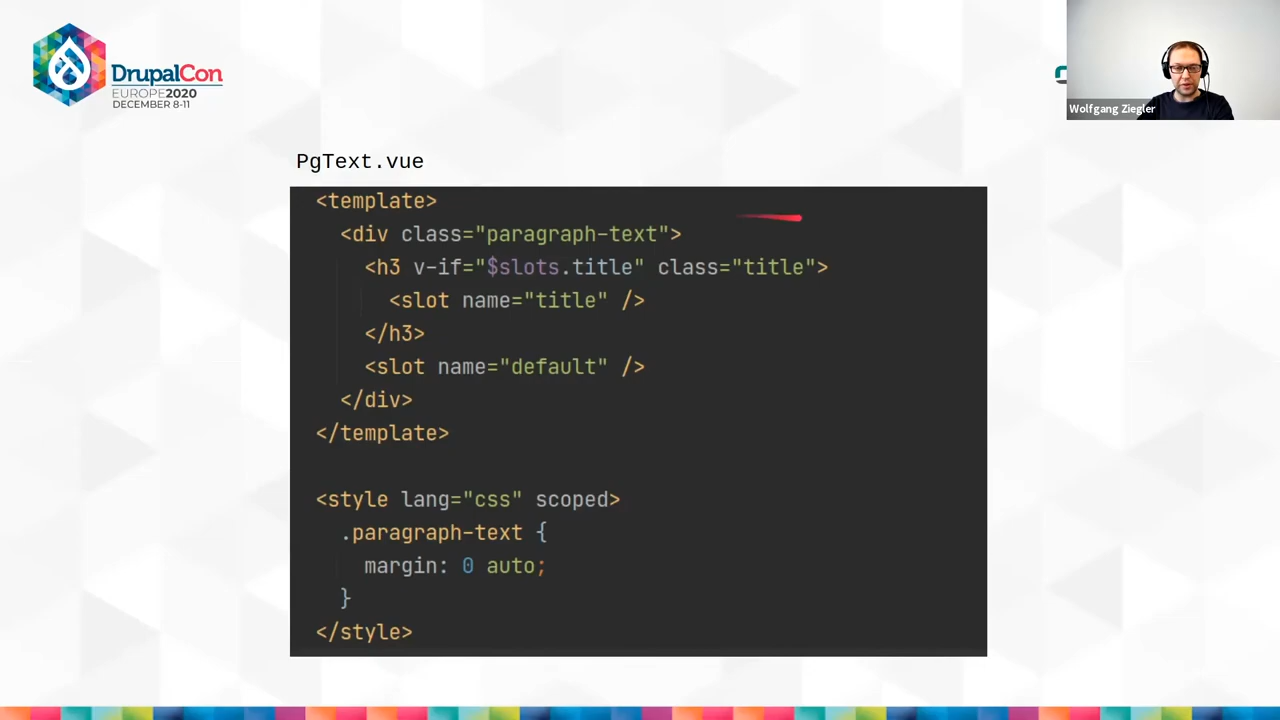 DrupalCon
EUROPE2020
DECEMBER 8-11
Wolfgang Ziegler
PgText.vue
<template>
  <div class="paragraph-text">
    <h3 v-if="$slots.title" class="title">
      <slot name="title" />
    </h3>
    <slot name="default" />
  </div>
</template>

<style lang="css" scoped>
  .paragraph-text {
    margin: 0 auto;
  }
</style>